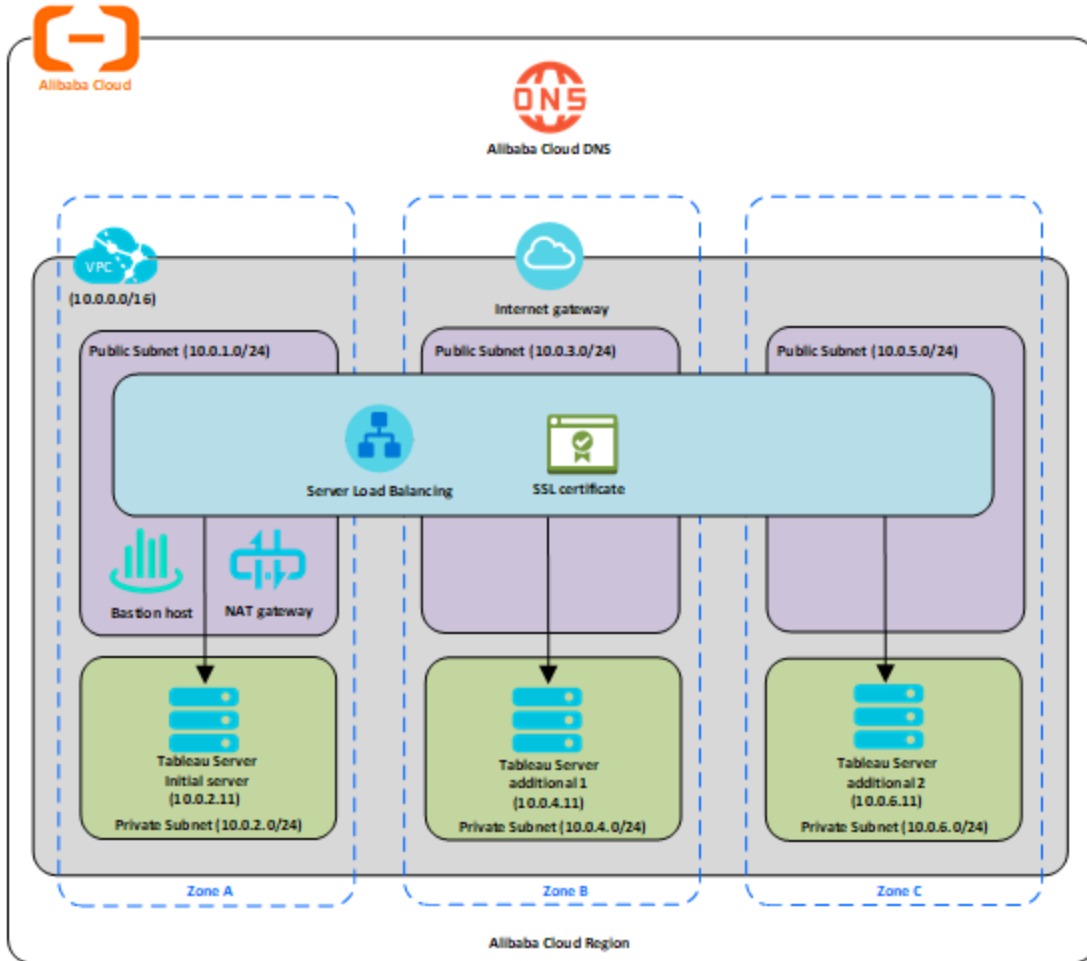 Alibaba Cloud
DNS
Alibaba Cloud DNS
VPC
(10.0.0.0/16)
Internet gateway
Public Subnet (10.0.1.0/24)
Public Subnet (10.0.3.0/24)
Public Subnet (10.0.5.0/24)
Server Load Balancing
SSL certificate
Bastion host
NAT gateway
Tableau Server
Initial server
(10.0.2.11)
Private Subnet (10.0.2.0/24)
Tableau Server
additional 1
(10.0.4.11)
Private Subnet (10.0.4.0/24)
Tableau Server
additional 2
(10.0.6.11)
Private Subnet (10.0.6.0/24)
Zone A
Zone B
Zone C
Alibaba Cloud Region